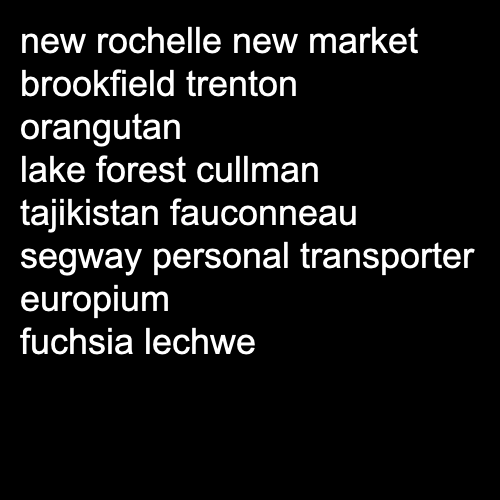 new rochelle new market
brookfield trenton
orangutan
lake forest cullman
tajikistan fauconneau
segway personal transporter
europium
fuchsia lechwe